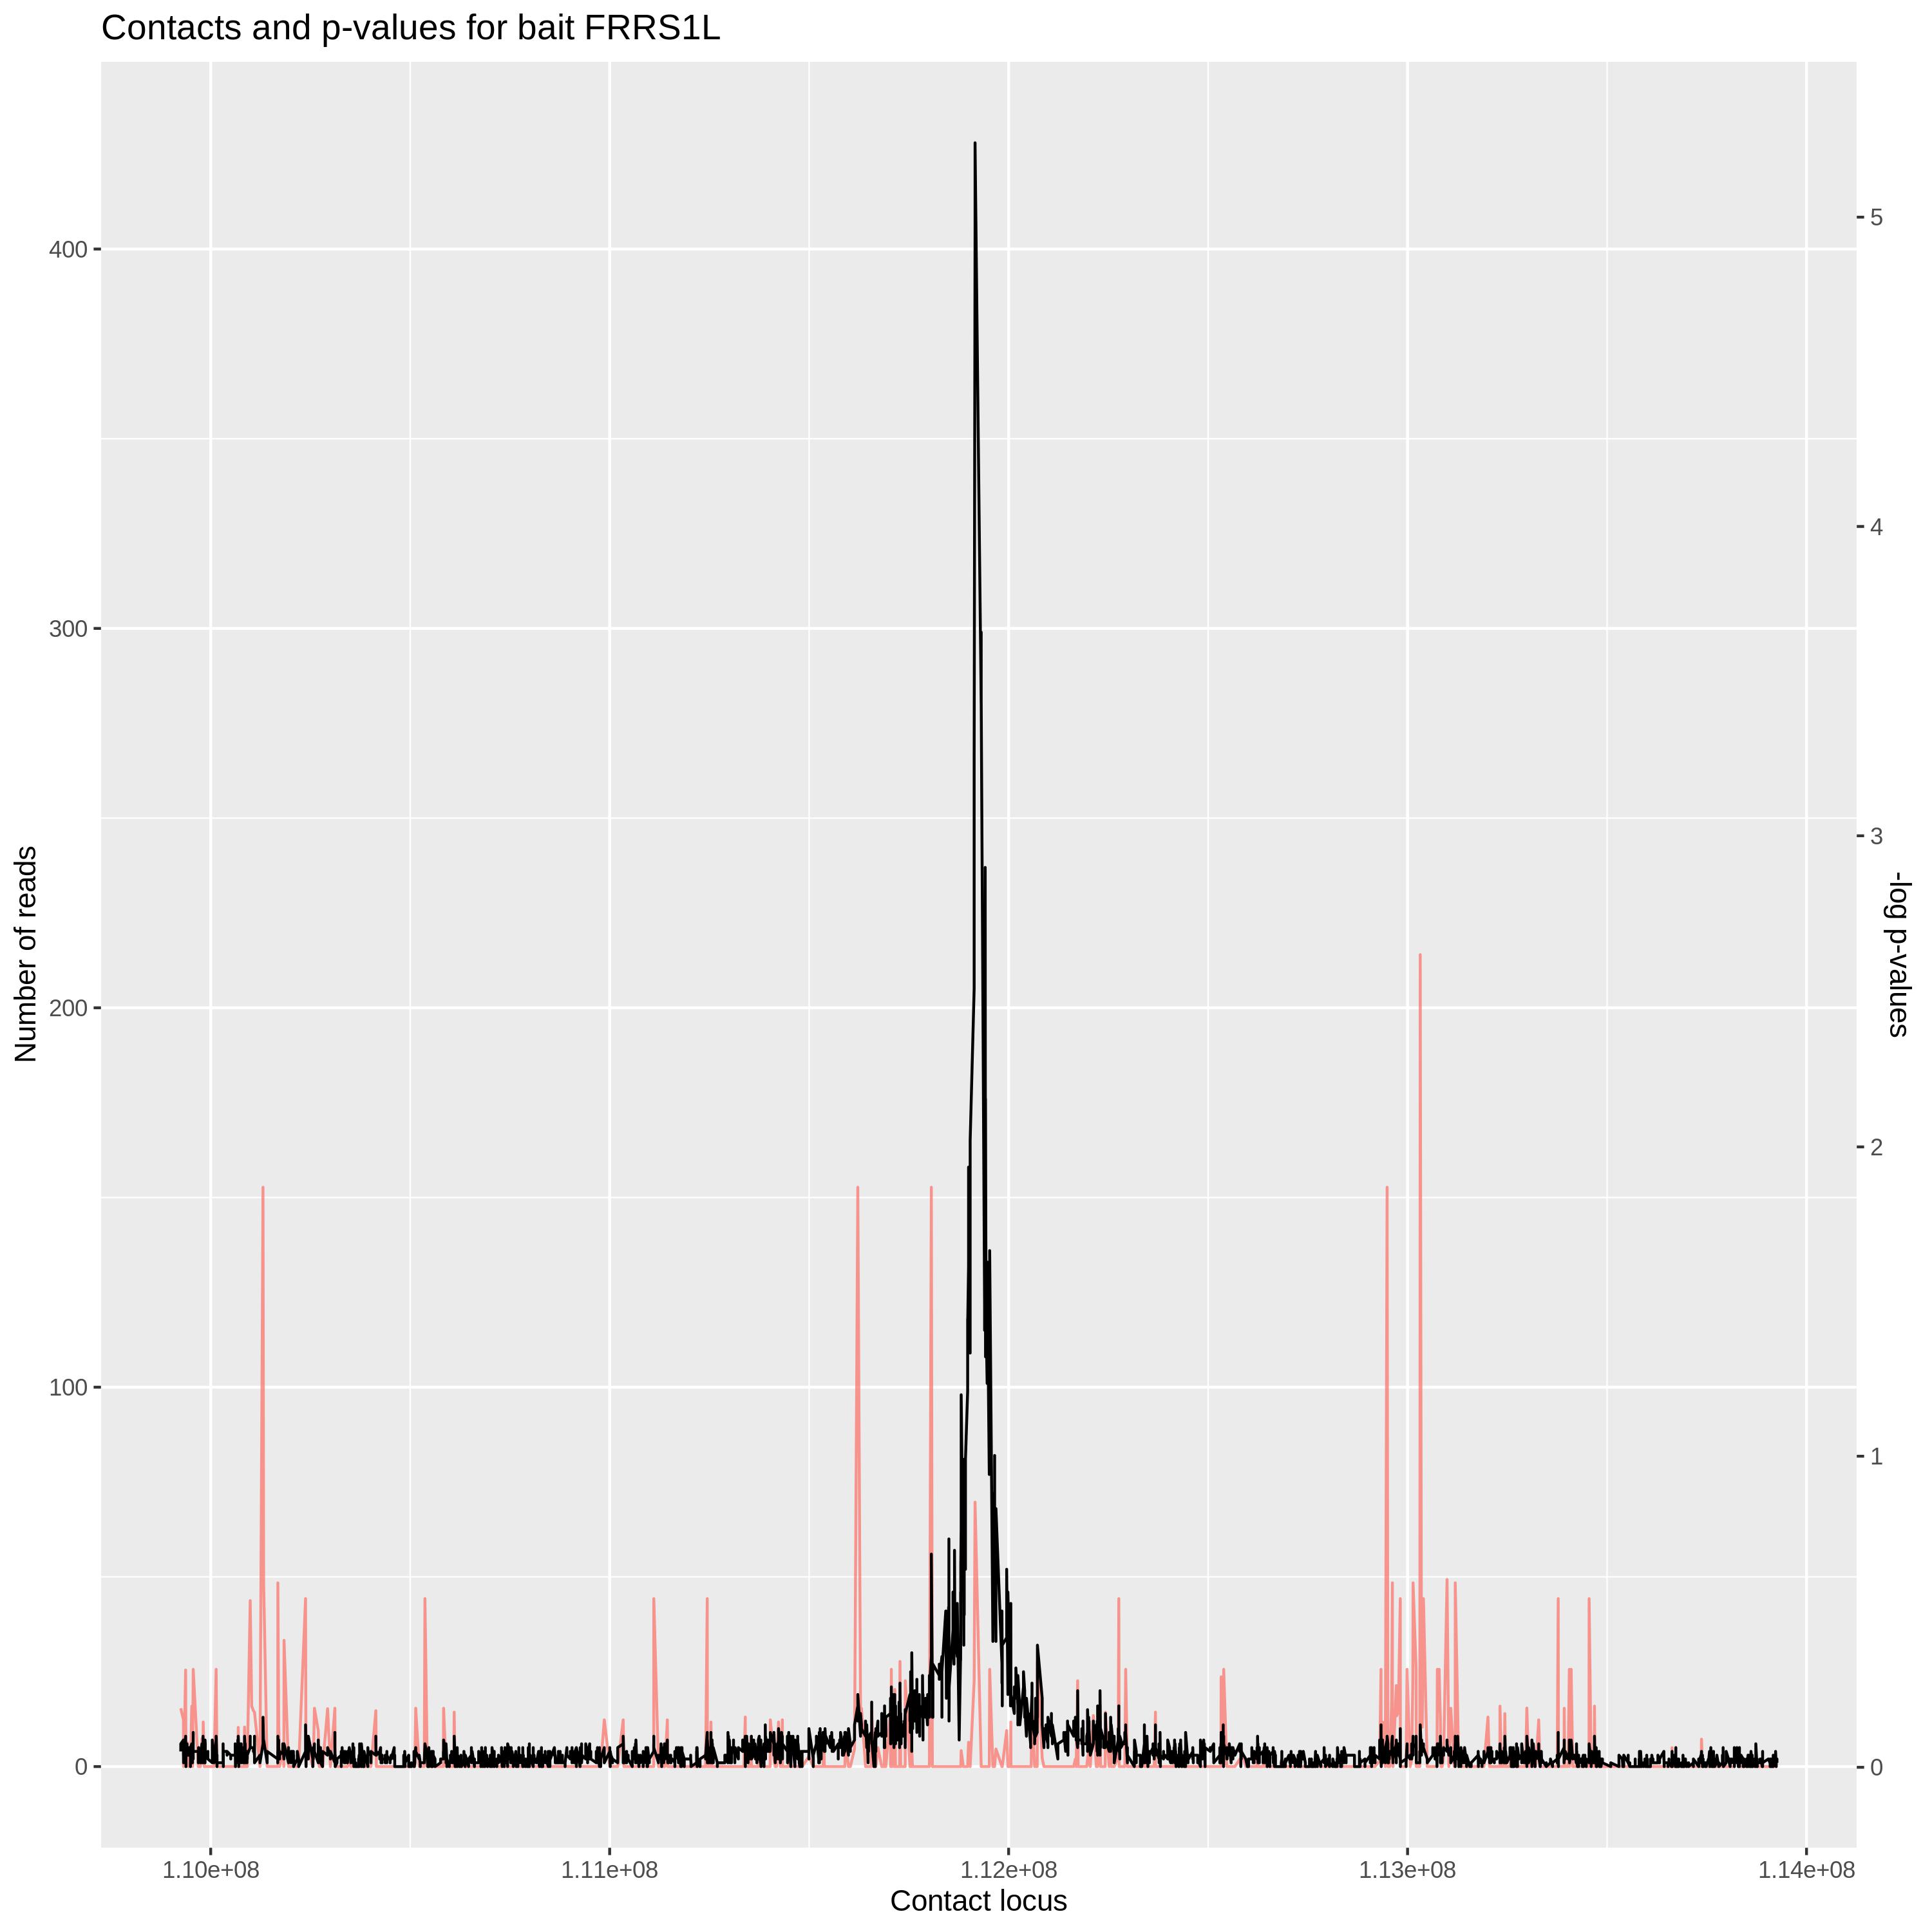 Contacts and p-values for bait FRRS1L
400
300
200
100
0
Number of reads
5
4
3
2
1
0
-log p-values
1.10e+08
1.11e+08
1.12e+08
1.13e+08
1.14e+08
Contact locus